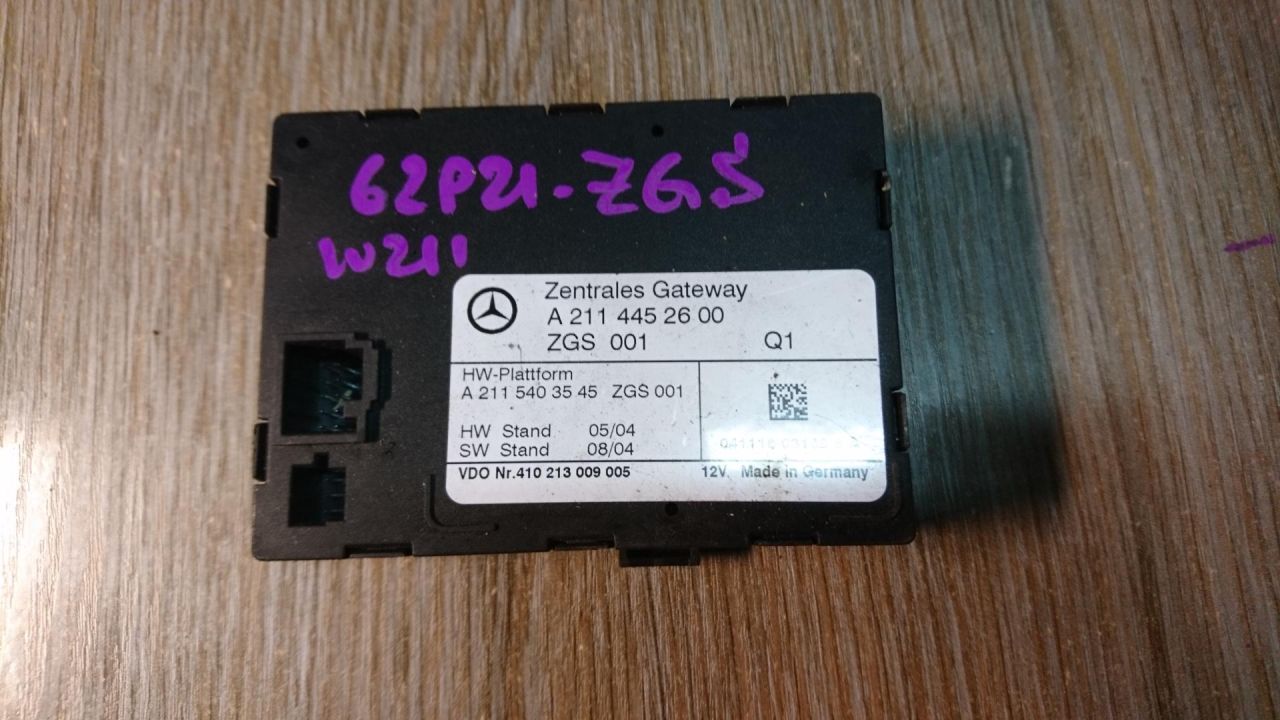 62P21-ZGS
W211
Zentrales Gateway
A 211 445 26 00
ZGS 001 Q1
HW-Plattform
A 211 540 35 45 ZGS 001
HW Stand 05/04
SW Stand 08/04
VDO Nr.410 213 009 005 12V. Made in Germany